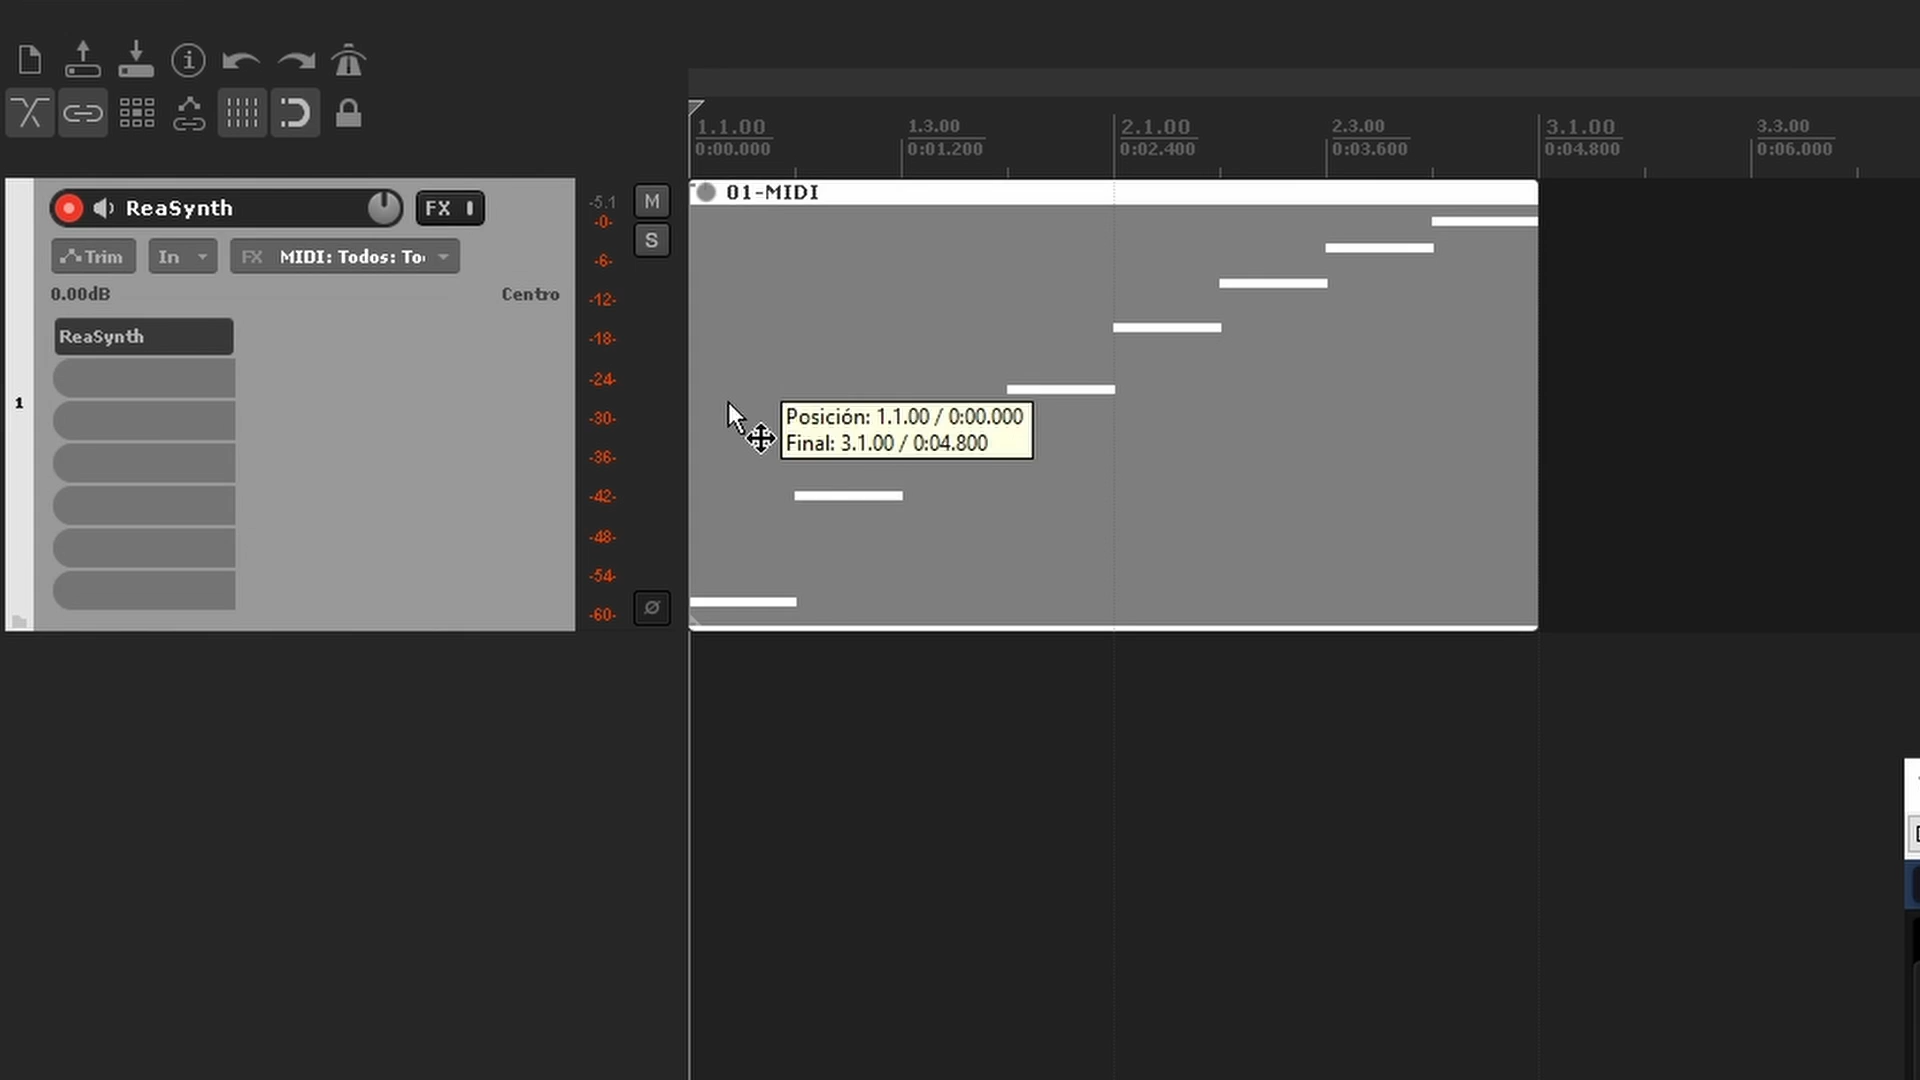 1.1.00
0:00.000
1.3.00
0:01.200
2.1.00
0:02.400
2.3.00
0:03.600
3.1.00
0:04.800
3.3.00
0:06.000
ReaSynth
FX
Trim
In
FX MIDI: Todos: To
0.00dB
Centro
ReaSynth
1
-5.1
-0-
-6-
-12-
-18-
-24-
-30-
-36-
-42-
-48-
-54-
-60-
M
S
Ø
01-MIDI
Posición: 1.1.00 / 0:00.000
Final: 3.1.00 / 0:04.800